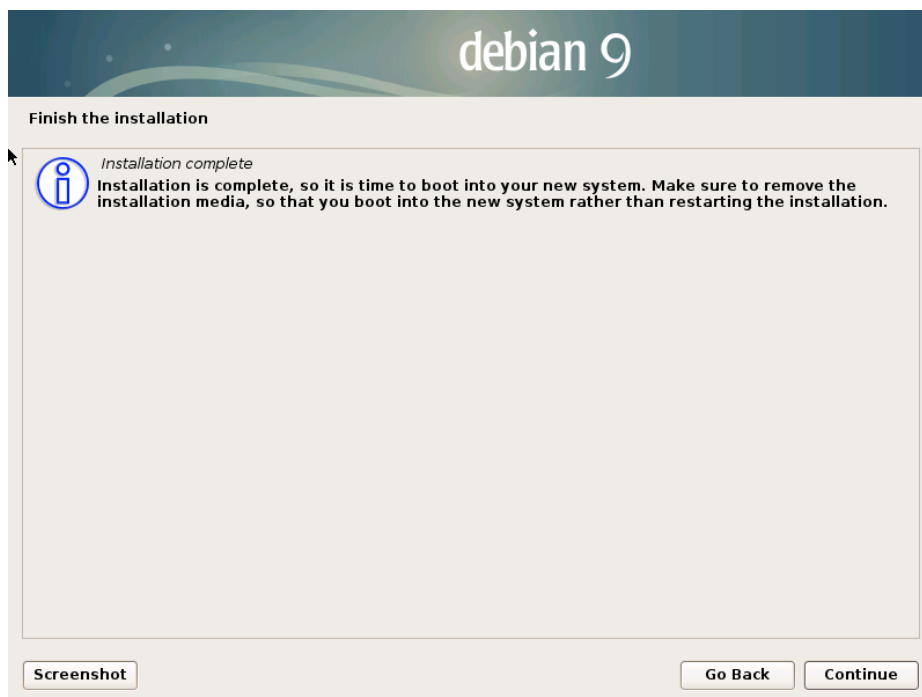 debian 9
Finish the installation
Installation complete
Installation is complete, so it is time to boot into your new system. Make sure to remove the
installation media, so that you boot into the new system rather than restarting the installation.
Screenshot
Go Back
Continue